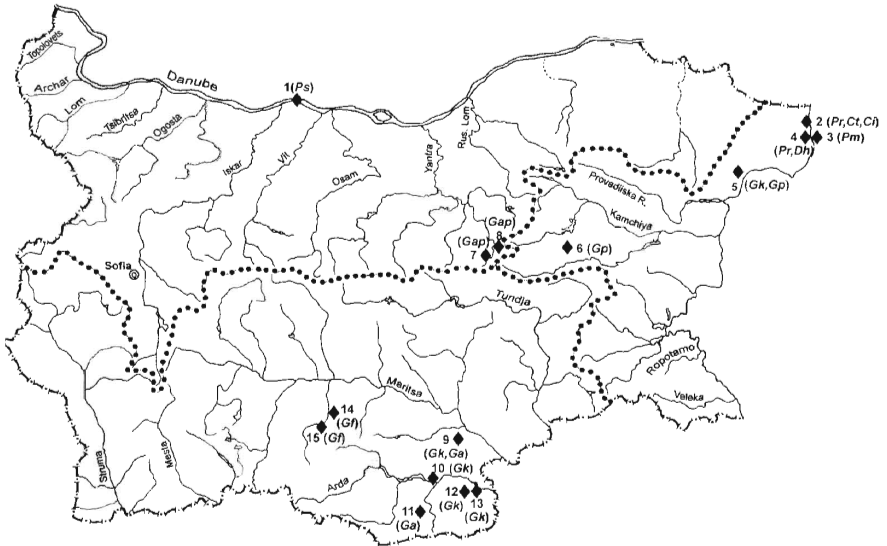 Topolovets
Archar
Lom
Tsibritsa
Ogosta
Danube
1(Ps)
Iskar
Vit
Osam
Yantra
Rus. Lom
2 (Pr,Ct,Ci)
4
3 (Pm)
(Pr,Dh)
5 (Gk,Gp)
Provadiiska R.
Kamchiya
Gap)
8
(Gap)
7
6 (Gp)
Sofia
Tundja
Maritsa
Ropotamo
Veleka
Struma
Mesta
14
(Gf)
15 (Gf)
9
(Gk,Ga)
10 (Gk)
Arda
12
(Gk)
13
(Gk)
11
(Ga)